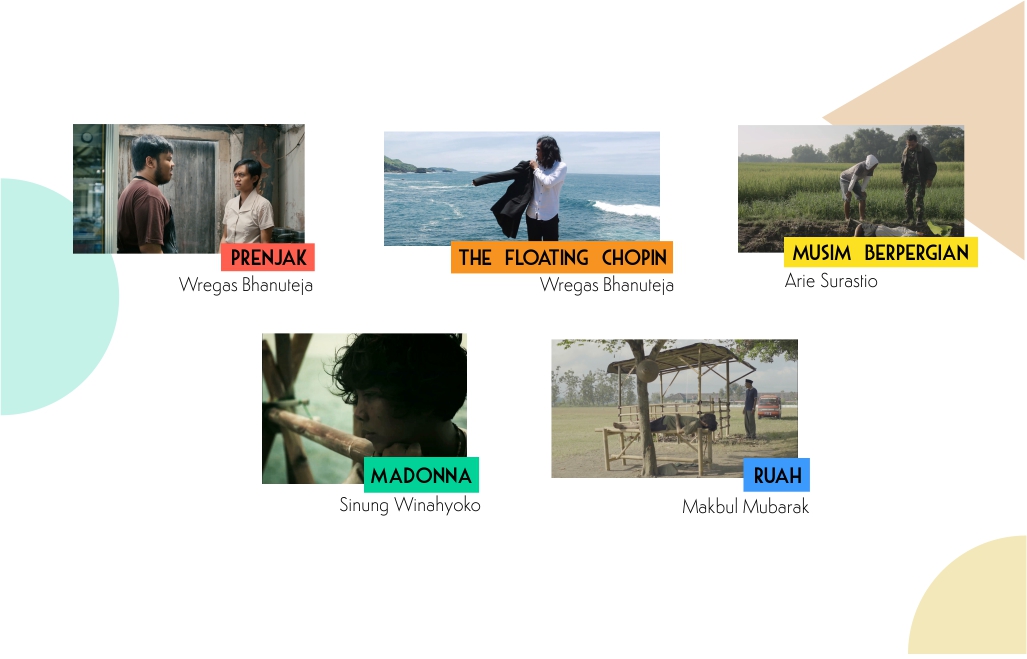 PRENJAK
Wregas Bhanuteja
THE FLOATING CHOPIN
Wregas Bhanuteja
MUSIM BERPERGIAN
Arie Surastio
MADONNA
Sinung Winahyoko
RUAH
Makbul Mubarak